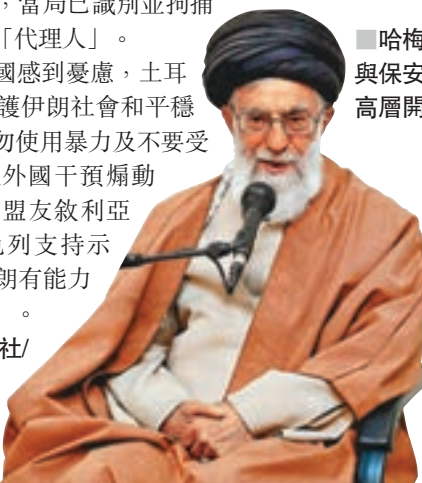 ，當局已識別並拘捕
「代理人」。
國感到憂慮，土耳
護伊朗社會和平穩
勿使用暴力及不要受
外國干預煽動
盟友敘利亞
列支持示
朗有能力
。
社/
■哈梅
與保安
高層開